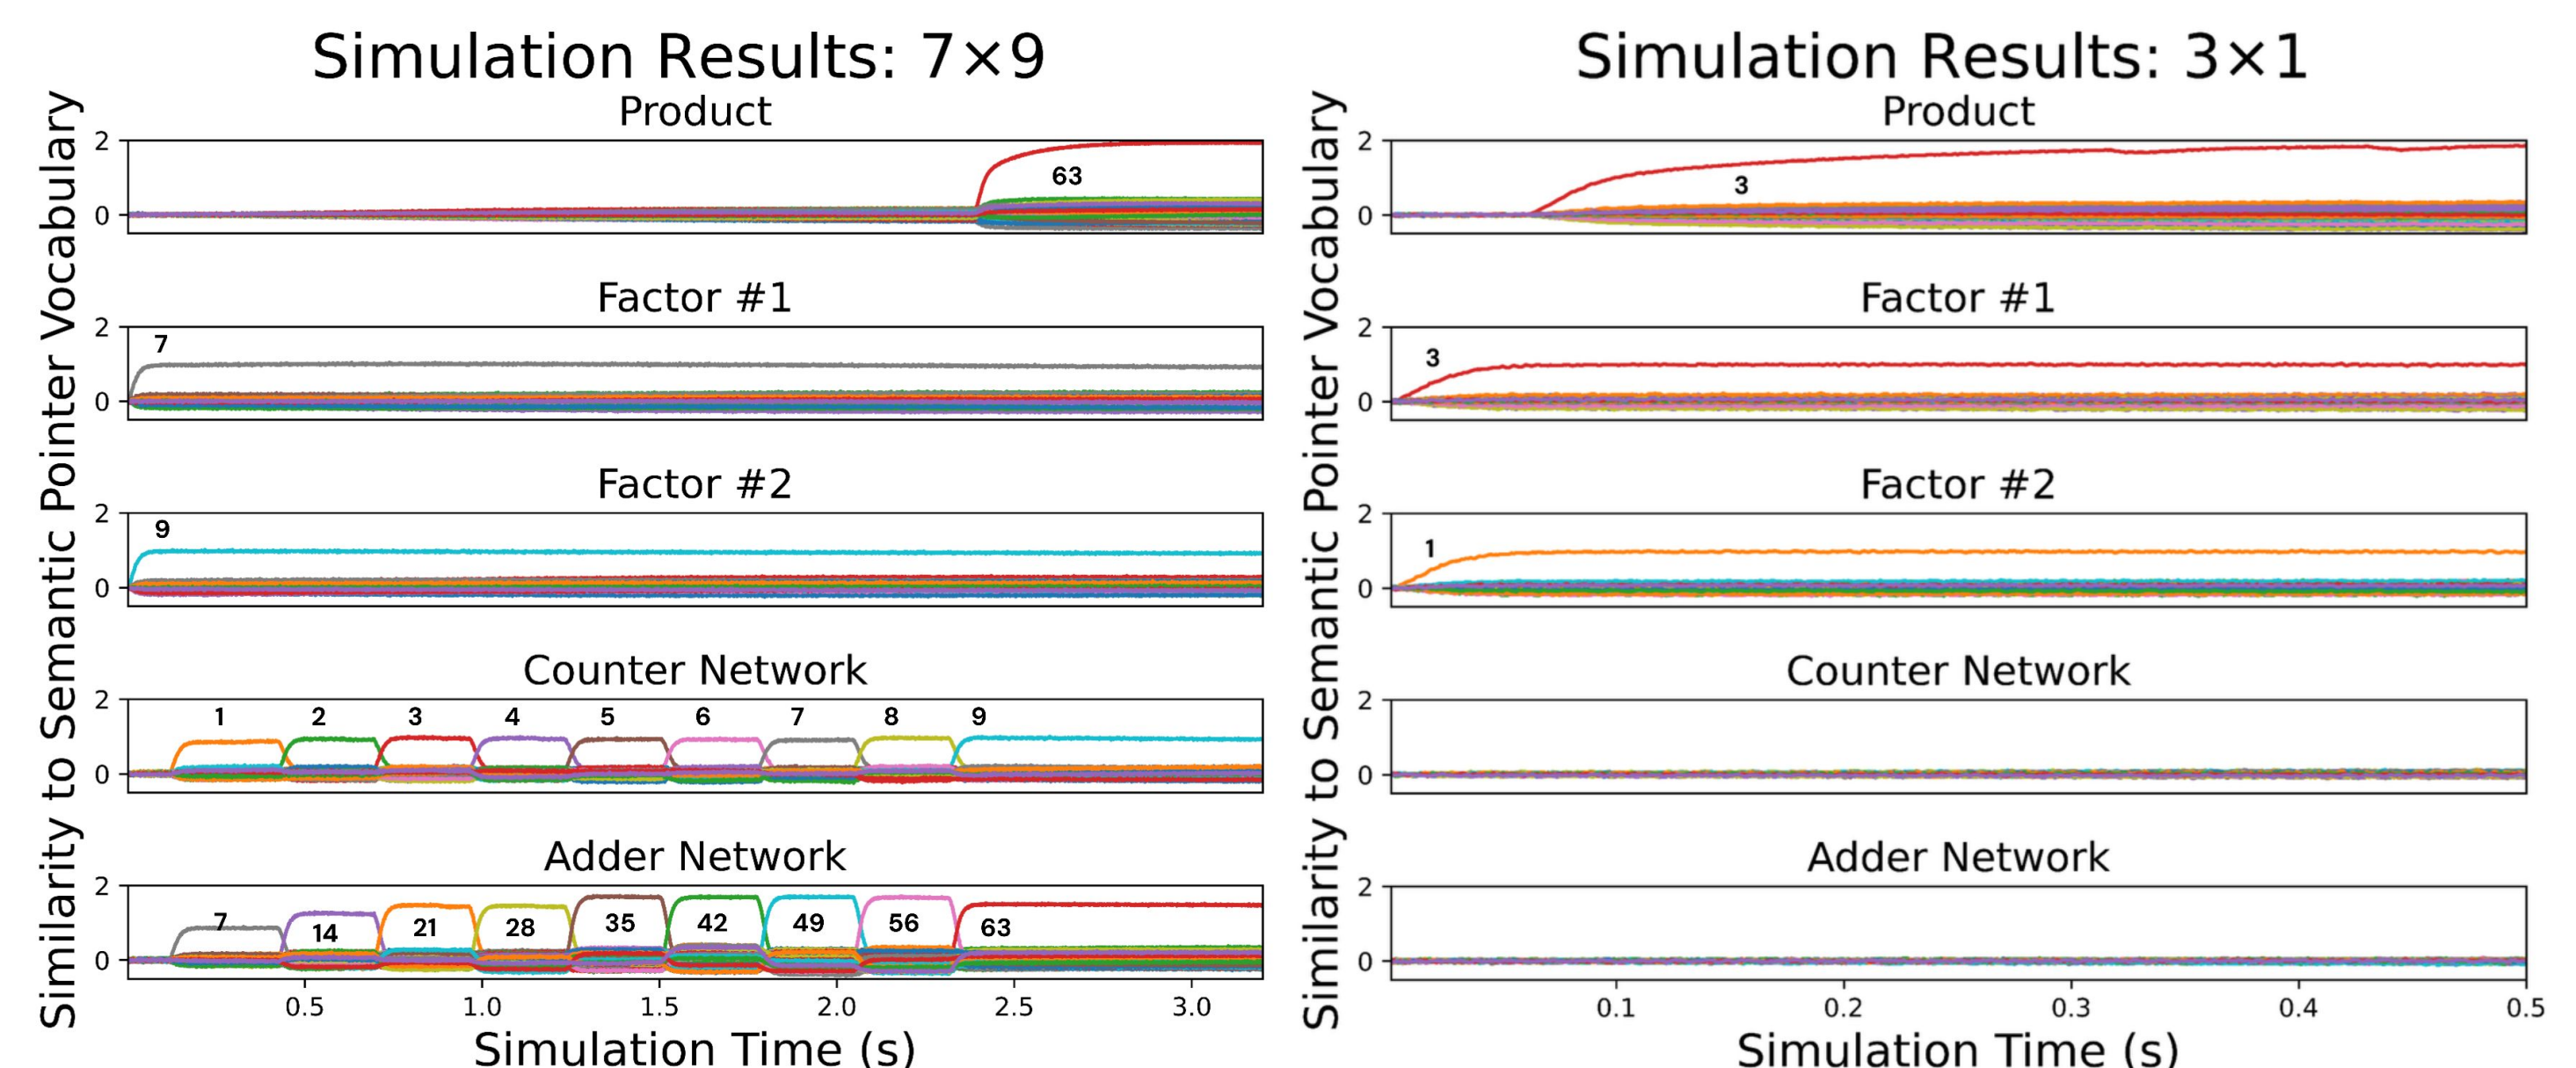 Simulation Results: 7×9
Similarity to Semantic Pointer Vocabulary
Product
2
0
63
Factor #1
2
0
7
Factor #2
2
0
9
Counter Network
2
0
1 2 3 4 5 6 7 8 9
Adder Network
2
0
7 14 21 28 35 42 49 56 63
0.5 1.0 1.5 2.0 2.5 3.0
Simulation Time (s)
Simulation Results: 3×1
Similarity to Semantic Pointer Vocabulary
Product
2
0
3
Factor #1
2
0
3
Factor #2
2
0
1
Counter Network
2
0
Adder Network
2
0
0.1 0.2 0.3 0.4 0.5
Simulation Time (s)